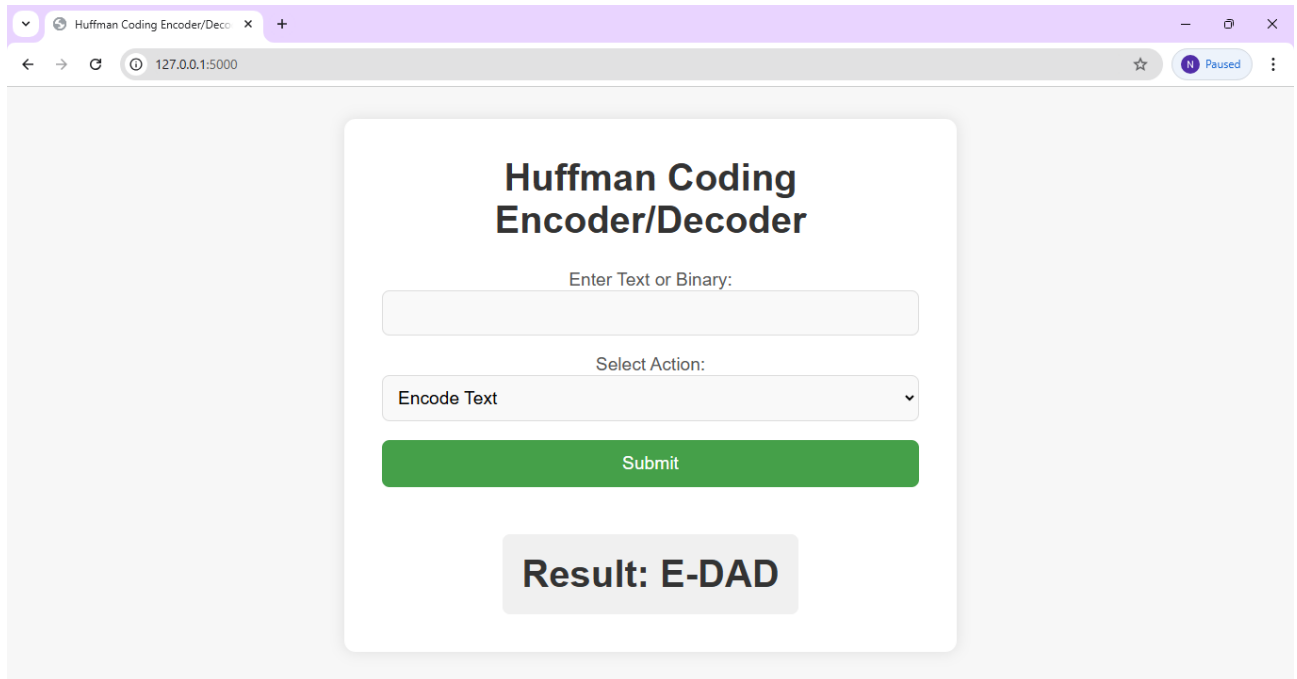 Huffman Coding Encoder/Deco
127.0.0.1:5000
N Paused
Huffman Coding
Encoder/Decoder
Enter Text or Binary:
Select Action:
Encode Text
Submit
Result: E-DAD